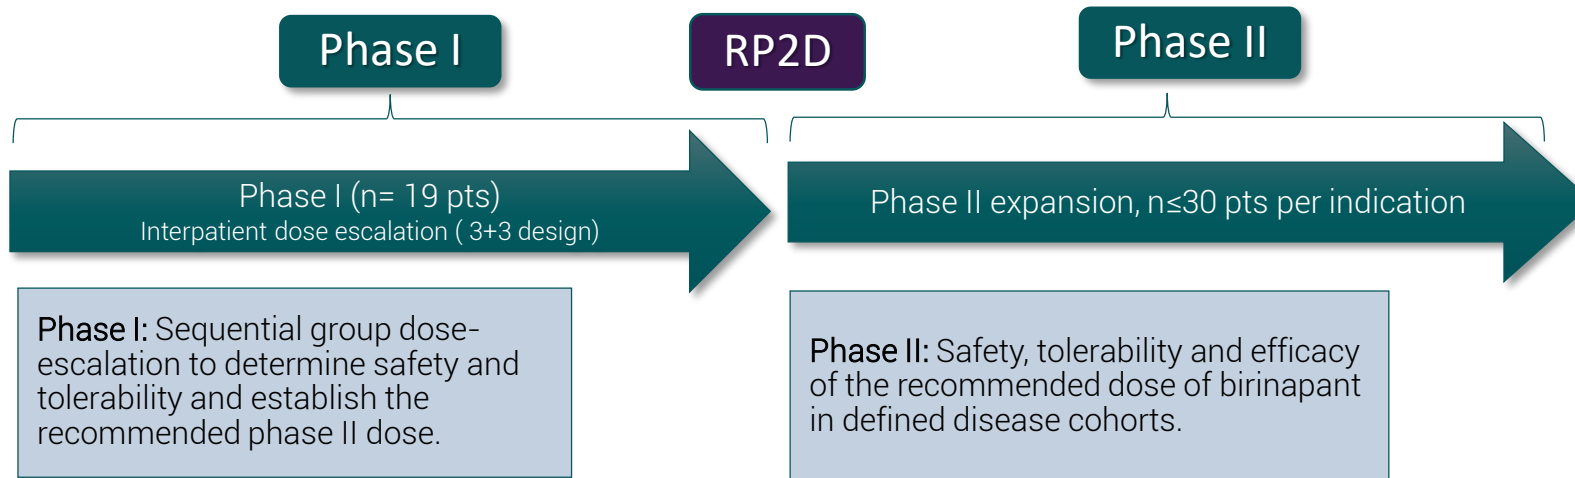 Phase I
RP2D
Phase II
Phase I (n= 19 pts)
Interpatient dose escalation ( 3+3 design)
Phase II expansion, n≤30 pts per indication
Phase I: Sequential group dose-
escalation to determine safety and
tolerability and establish the
recommended phase II dose.
Phase II: Safety, tolerability and efficacy
of the recommended dose of birinapant
in defined disease cohorts.